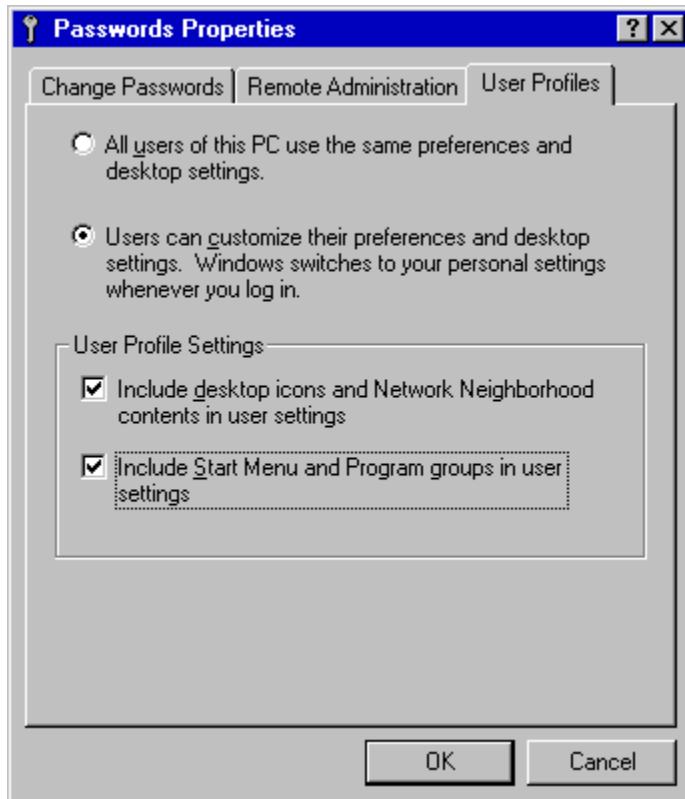 Passwords Properties
Change Passwords Remote Administration User Profiles
All users of this PC use the same preferences and
desktop settings.
Users can customize their preferences and desktop
settings.  Windows switches to your personal settings
whenever you log in.
User Profile Settings
Include desktop icons and Network Neighborhood
contents in user settings
Include Start Menu and Program groups in user
settings
OK Cancel